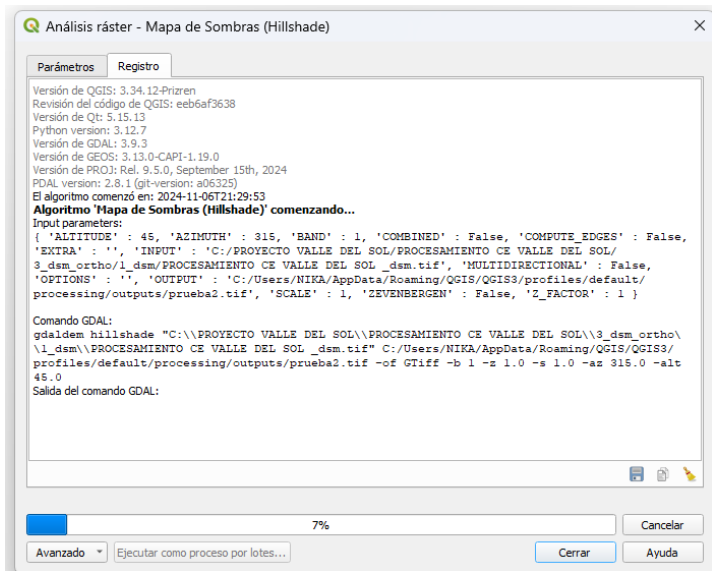 Análisis ráster - Mapa de Sombras (Hillshade)
Parámetros
Registro
Versión de QGIS: 3.34.12-Prizren
Revisión del código de QGIS: eeb6af3638
Versión de Qt: 5.15.13
Python version: 3.12.7
Versión de GDAL: 3.9.3
Versión de GEOS: 3.13.0-CAPI-1.19.0
Versión de PROJ: Rel. 9.5.0, September 15th, 2024
PDAL version: 2.8.1 (git-version: a06325)
El algoritmo comenzó en: 2024-11-06T21:29:53
Algoritmo 'Mapa de Sombras (Hillshade)' comenzando...
Input parameters:
{ 'ALTITUDE' : 45, 'AZIMUTH' : 315, 'BAND' : 1, 'COMBINED' : False, 'COMPUTE_EDGES' : False,
'EXTRA' : '', 'INPUT' : 'C:/PROYECTO VALLE DEL SOL/PROCESAMIENTO CE VALLE DEL SOL/
3_dsm_ortho/1_dsm/PROCESAMIENTO CE VALLE DEL SOL _dsm.tif', 'MULTIDIRECTIONAL' : False,
'OPTIONS' : '', 'OUTPUT' : 'C:/Users/NIKA/AppData/Roaming/QGIS/QGIS3/profiles/default/
processing/outputs/prueba2.tif', 'SCALE' : 1, 'ZEVENBERGEN' : False, 'Z_FACTOR' : 1 }
Comando GDAL:
gdaldem hillshade "C:\\PROYECTO VALLE DEL SOL\\PROCESAMIENTO CE VALLE DEL SOL\\3_dsm_ortho\
\1_dsm\\PROCESAMIENTO CE VALLE DEL SOL _dsm.tif" C:/Users/NIKA/AppData/Roaming/QGIS/QGIS3/
profiles/default/processing/outputs/prueba2.tif -of GTiff -b 1 -z 1.0 -s 1.0 -az 315.0 -alt
45.0
Salida del comando GDAL:
7%
Cancelar
Avanzado
Ejecutar como proceso por lotes...
Cerrar
Ayuda